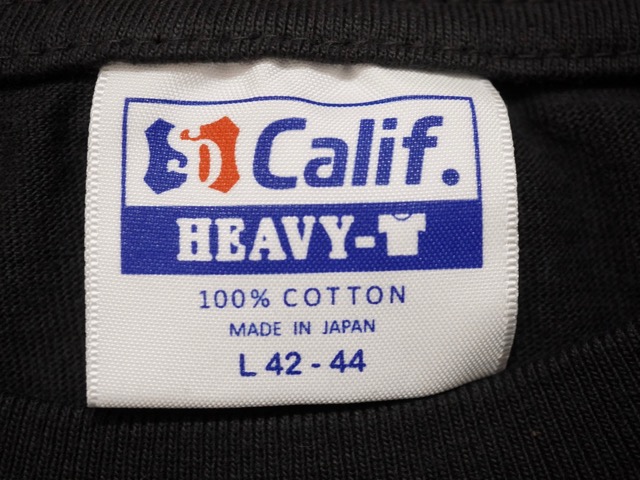 SD Calif.
HEAVY-T
100% COTTON
MADE IN JAPAN
L 42 - 44